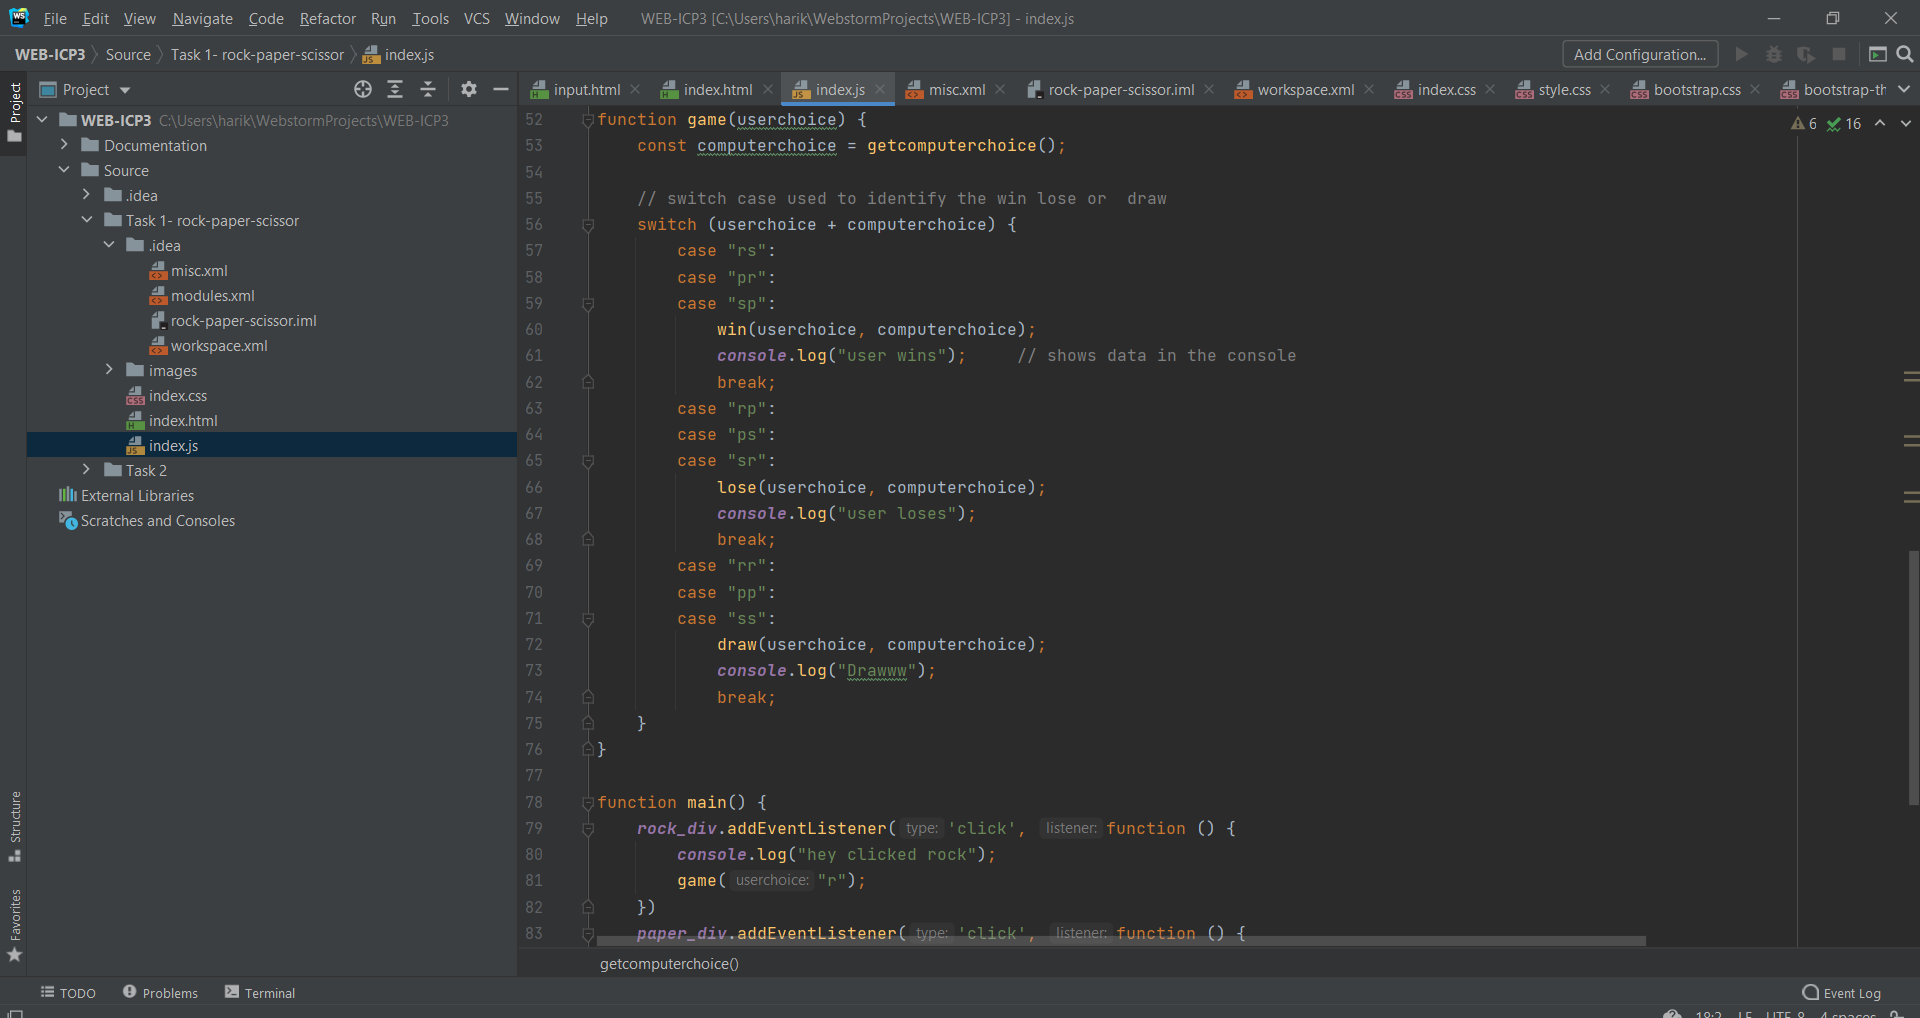 WS File Edit View Navigate Code Refactor Run Tools VCS Window Help WEB-ICP3 [C:\Users\harik\WebstormProjects\WEB-ICP3] - index.js
WEB-ICP3 Source Task 1- rock-paper-scissor index.js Add Configuration...
Project
Project
input.html index.html index.js misc.xml rock-paper-scissor.iml workspace.xml index.css style.css bootstrap.css bootstrap-th
WEB-ICP3 C:\Users\harik\WebstormProjects\WEB-ICP3
Documentation
Source
.idea
Task 1- rock-paper-scissor
.idea
misc.xml
modules.xml
rock-paper-scissor.iml
workspace.xml
images
index.css
index.html
index.js
Task 2
External Libraries
Scratches and Consoles
6 16
52 function game(userchoice) {
53 const computerchoice = getcomputerchoice();
54
55 // switch case used to identify the win lose or  draw
56 switch (userchoice + computerchoice) {
57 case "rs":
58 case "pr":
59 case "sp":
60 win(userchoice, computerchoice);
61 console.log("user wins");     // shows data in the console
62 break;
63 case "rp":
64 case "ps":
65 case "sr":
66 lose(userchoice, computerchoice);
67 console.log("user loses");
68 break;
69 case "rr":
70 case "pp":
71 case "ss":
72 draw(userchoice, computerchoice);
73 console.log("Drawww");
74 break;
75 }
76 }
77
78 function main() {
79 rock_div.addEventListener( type: 'click', listener: function () {
80 console.log("hey clicked rock");
81 game( userchoice: "r");
82 })
83 paper_div.addEventListener( type: 'click', listener: function () {
getcomputerchoice()
Structure
Favorites
TODO Problems Terminal Event Log
18:2 LF UTF-8 4 spaces